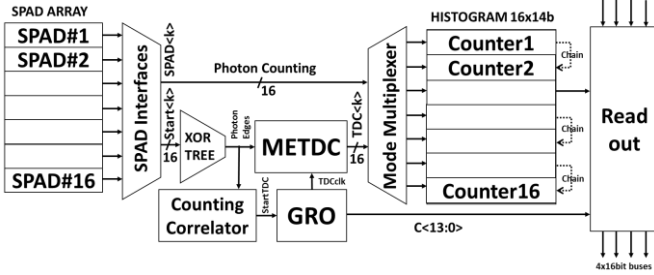 SPAD ARRAY
SPAD#1
SPAD#2
SPAD#16
SPAD Interfaces
SPAD<k>
Start<k>
16
Photon Counting
16
XOR
TREE
Photon
Edges
METDC
TDC<k>
16
Counting
Correlator
StartTDC
TDCclk
GRO
C<13:0>
Mode Multiplexer
HISTOGRAM 16x14b
Counter1
Counter2
Counter16
Chain
Chain
Chain
Read
out
4x16bit buses